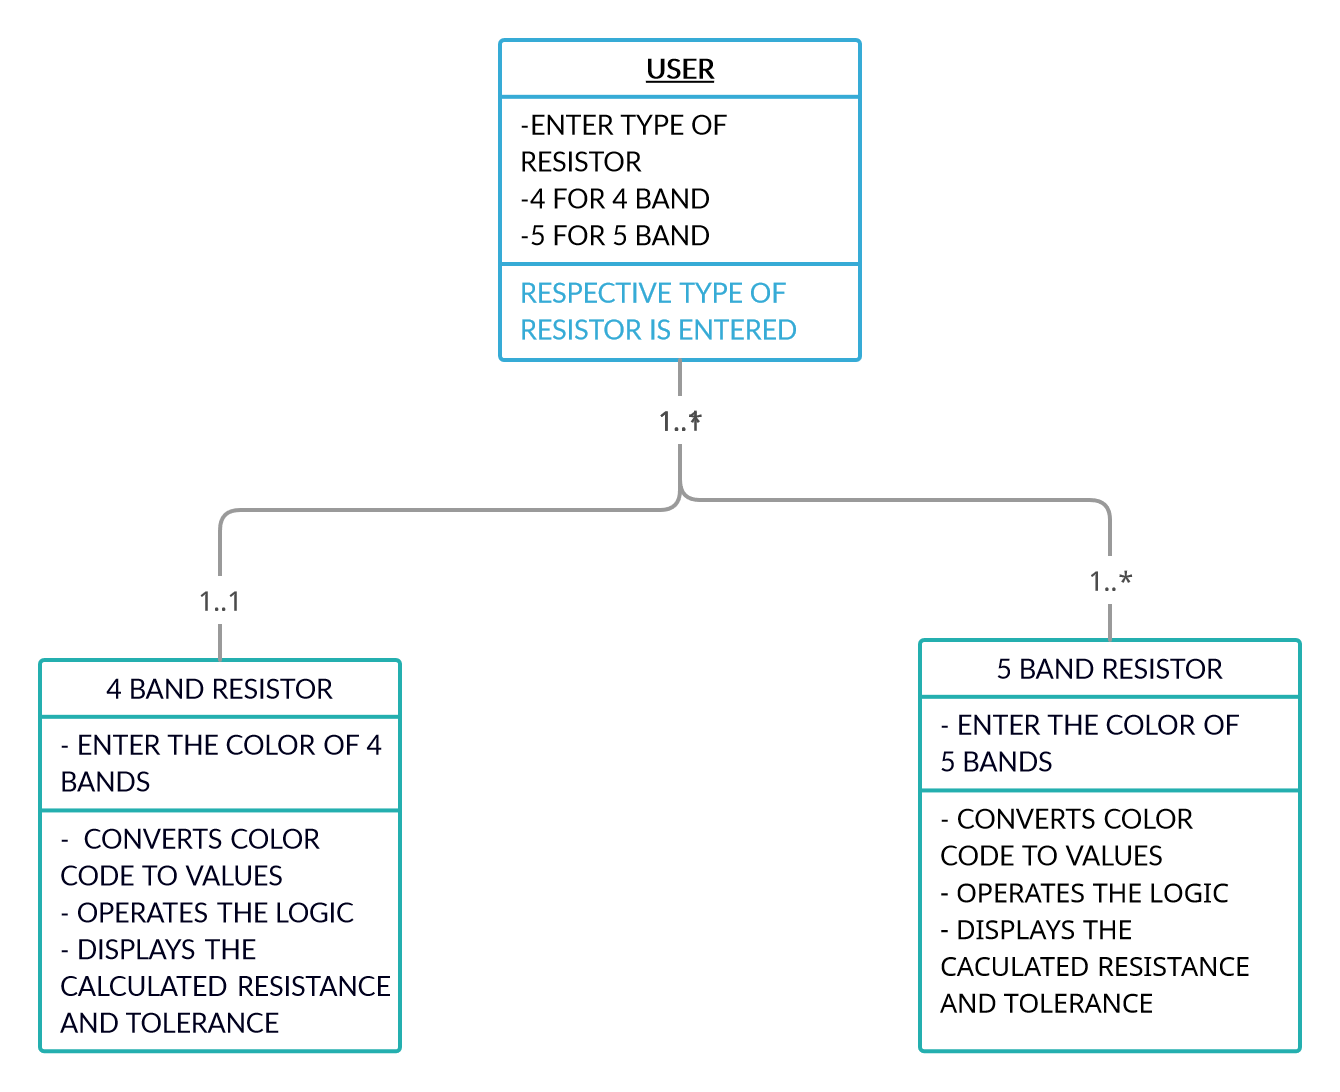 USER
-ENTER TYPE OF
RESISTOR
-4 FOR 4 BAND
-5 FOR 5 BAND
RESPECTIVE TYPE OF
RESISTOR IS ENTERED
1..1
1..*
4 BAND RESISTOR
- ENTER THE COLOR OF 4
BANDS
- CONVERTS COLOR
CODE TO VALUES
- OPERATES THE LOGIC
- DISPLAYS THE
CALCULATED RESISTANCE
AND TOLERANCE
5 BAND RESISTOR
- ENTER THE COLOR OF
5 BANDS
- CONVERTS COLOR
CODE TO VALUES
- OPERATES THE LOGIC
- DISPLAYS THE
CACULATED RESISTANCE
AND TOLERANCE